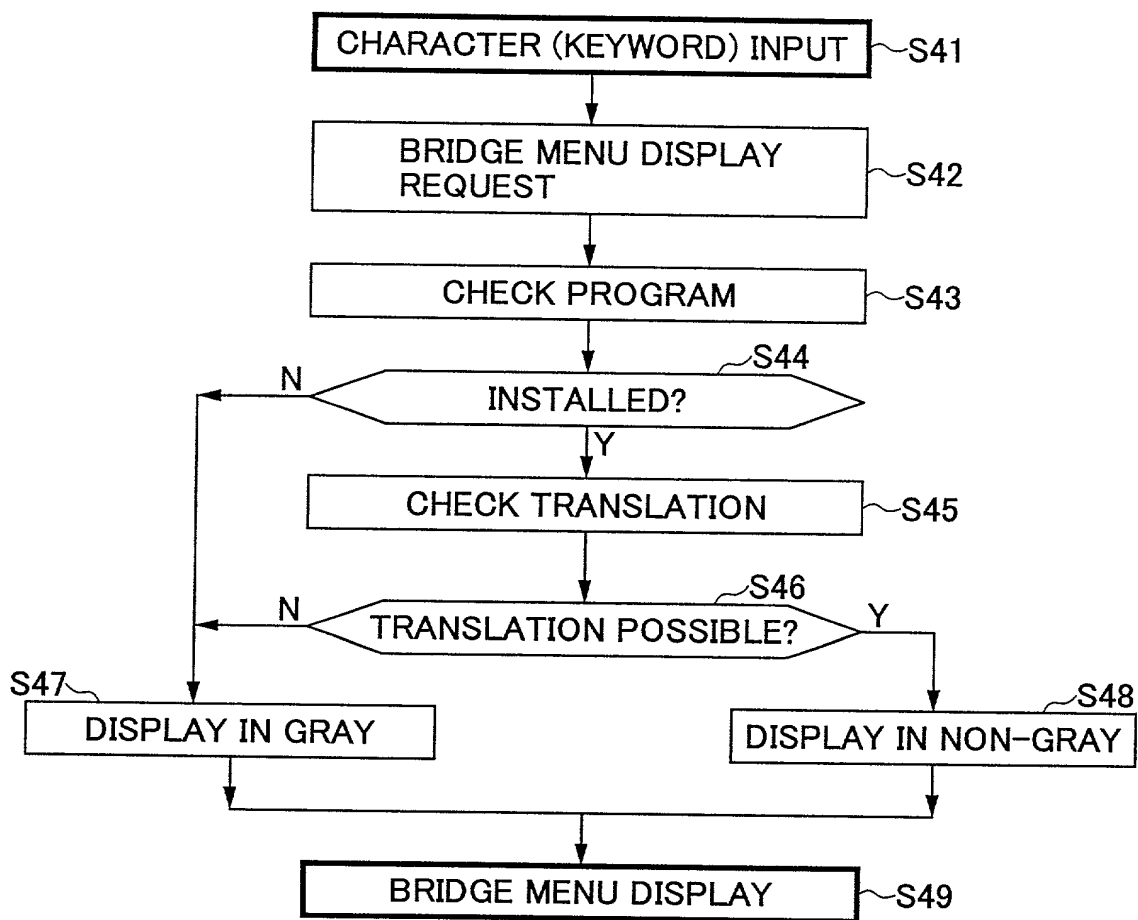 CHARACTER (KEYWORD) INPUT
S41
BRIDGE MENU DISPLAY
REQUEST
S42
CHECK PROGRAM
S43
S44
N
INSTALLED?
Y
CHECK TRANSLATION
S45
S46
N
TRANSLATION POSSIBLE?
Y
S47
DISPLAY IN GRAY
S48
DISPLAY IN NON-GRAY
BRIDGE MENU DISPLAY
S49